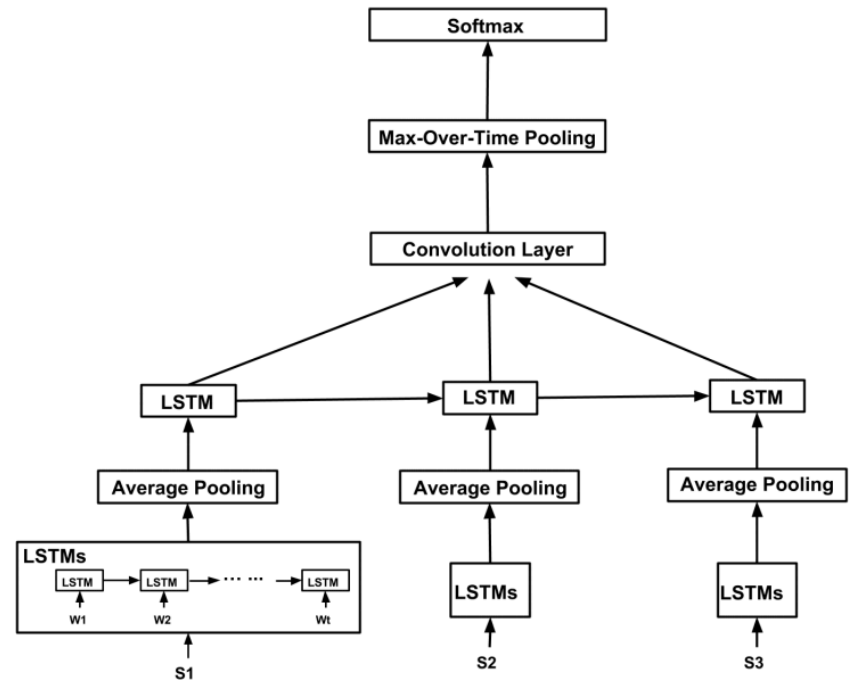 Softmax
Max-Over-Time Pooling
Convolution Layer
LSTM
LSTM
LSTM
Average Pooling
Average Pooling
Average Pooling
LSTMs
LSTM
LSTM
... ...
LSTM
W1
W2
Wt
LSTMs
LSTMs
S1
S2
S3